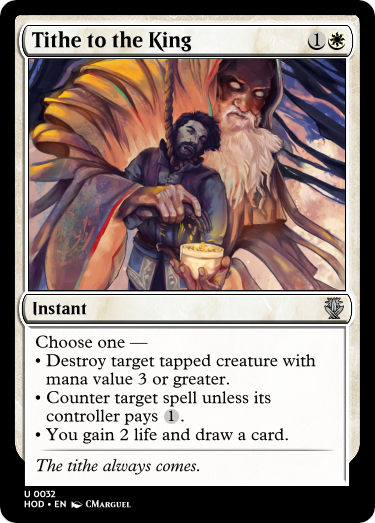 Tithe to the King 1
Instant
Choose one —
• Destroy target tapped creature with
mana value 3 or greater.
• Counter target spell unless its
controller pays 1.
• You gain 2 life and draw a card.
The tithe always comes.
U 0032
HOD • EN CMARGUEL